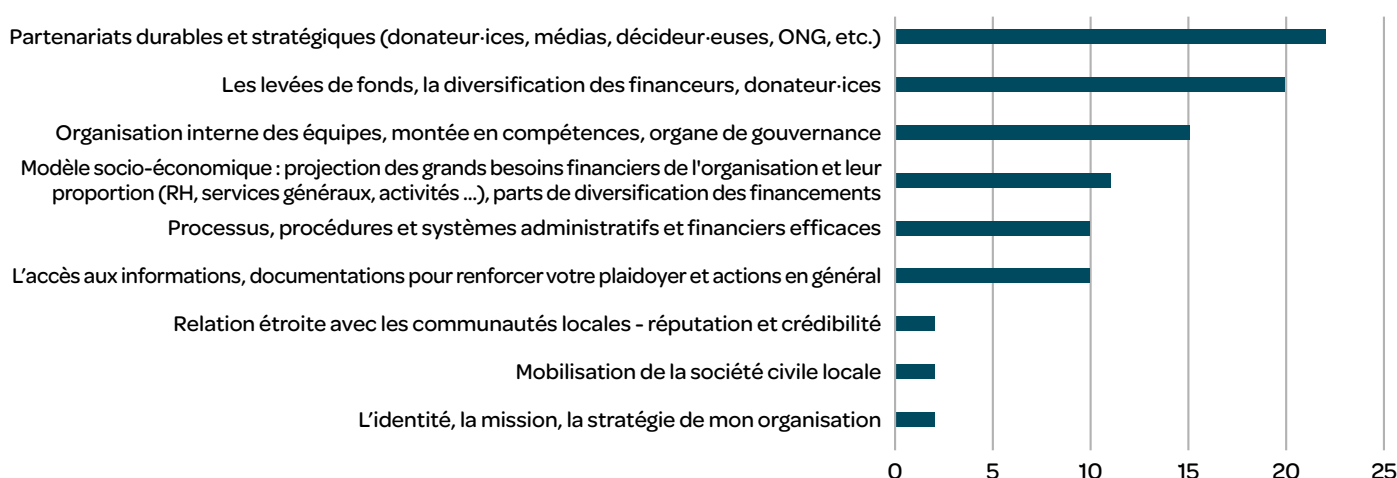 Partenariats durables et stratégiques (donateur·ices, médias, décideur·euses, ONG, etc.)
Les levées de fonds, la diversification des financeurs, donateur·ices
Organisation interne des équipes, montée en compétences, organe de gouvernance
Modèle socio-économique : projection des grands besoins financiers de l'organisation et leur
proportion (RH, services généraux, activités ...), parts de diversification des financements
Processus, procédures et systèmes administratifs et financiers efficaces
L’accès aux informations, documentations pour renforcer votre plaidoyer et actions en général
Relation étroite avec les communautés locales - réputation et crédibilité
Mobilisation de la société civile locale
L’identité, la mission, la stratégie de mon organisation
0 5 10 15 20 25